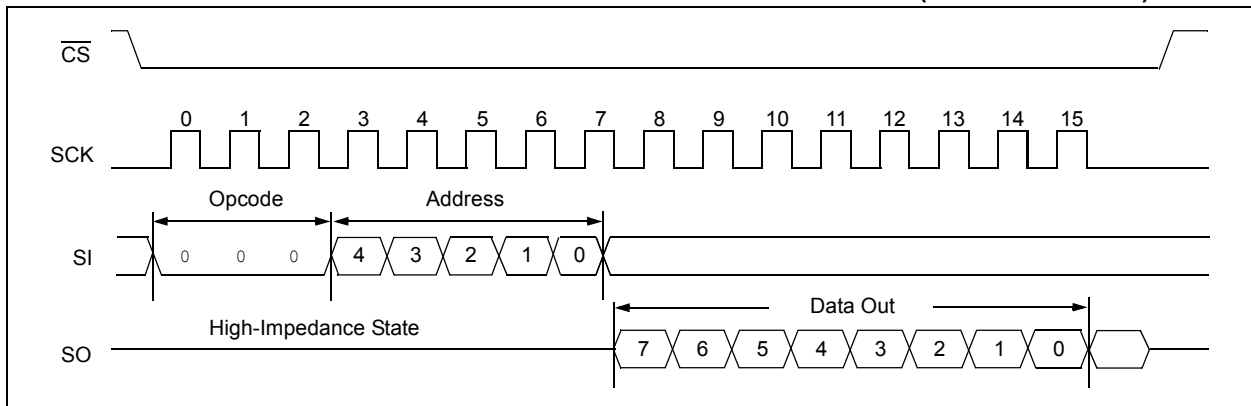 CS
0 1 2 3 4 5 6 7 8 9 10 11 12 13 14 15
SCK
Opcode Address
SI 0 0 0 4 3 2 1 0
Data Out
High-Impedance State
SO 7 6 5 4 3 2 1 0